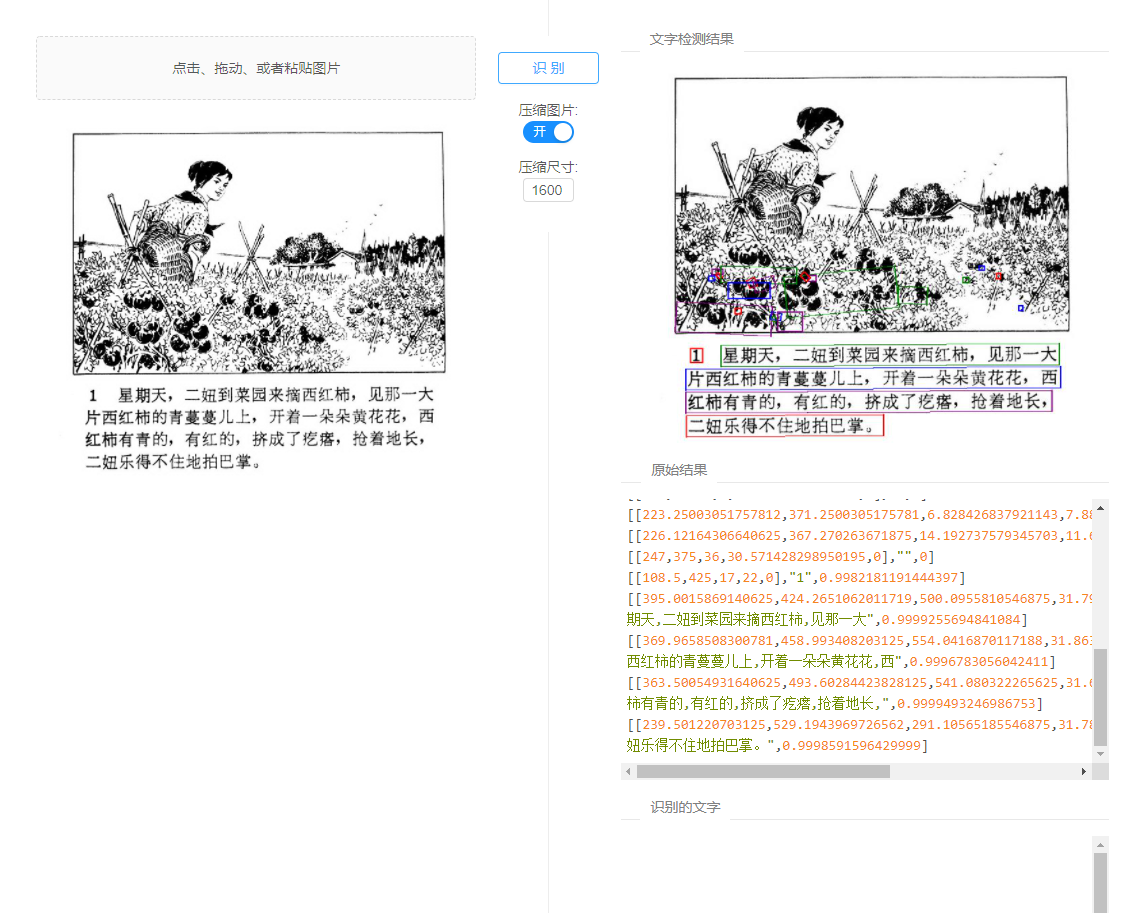 点击、拖动、或者粘贴图片
1 星期天，二妞到菜园来摘西红柿，见那一大
片西红柿的青蔓蔓儿上，开着一朵朵黄花花，西
红柿有青的，有红的，挤成了疙瘩，抢着地长，
二妞乐得不住地拍巴掌。
识 别
压缩图片:
开
压缩尺寸:
1600
文字检测结果
1 星期天，二妞到菜园来摘西红柿，见那一大
片西红柿的青蔓蔓儿上，开着一朵朵黄花花，西
红柿有青的，有红的，挤成了疙瘩，抢着地长，
二妞乐得不住地拍巴掌。
原始结果
[[223.25003051757812,371.2500305175781,6.828426837921143,7.88
[[226.12164306640625,367.270263671875,14.192737579345703,11.6
[[247,375,36,30.571428298950195,0],"",0]
[[108.5,425,17,22,0],"1",0.9982181191444397]
[[395.0015869140625,424.2651062011719,500.0955810546875,31.79
期天,二妞到菜园来摘西红柿,见那一大",0.9999255694841084]
[[369.9658508300781,458.993408203125,554.0416870117188,31.863
西红柿的青蔓蔓儿上,开着一朵朵黄花花,西",0.9996783056042411]
[[363.50054931640625,493.60284423828125,541.080322265625,31.6
柿有青的,有红的,挤成了疙瘩,抢着地长,",0.9999493246986753]
[[239.501220703125,529.1943969726562,291.10565185546875,31.78
妞乐得不住地拍巴掌。",0.9998591596429999]
识别的文字